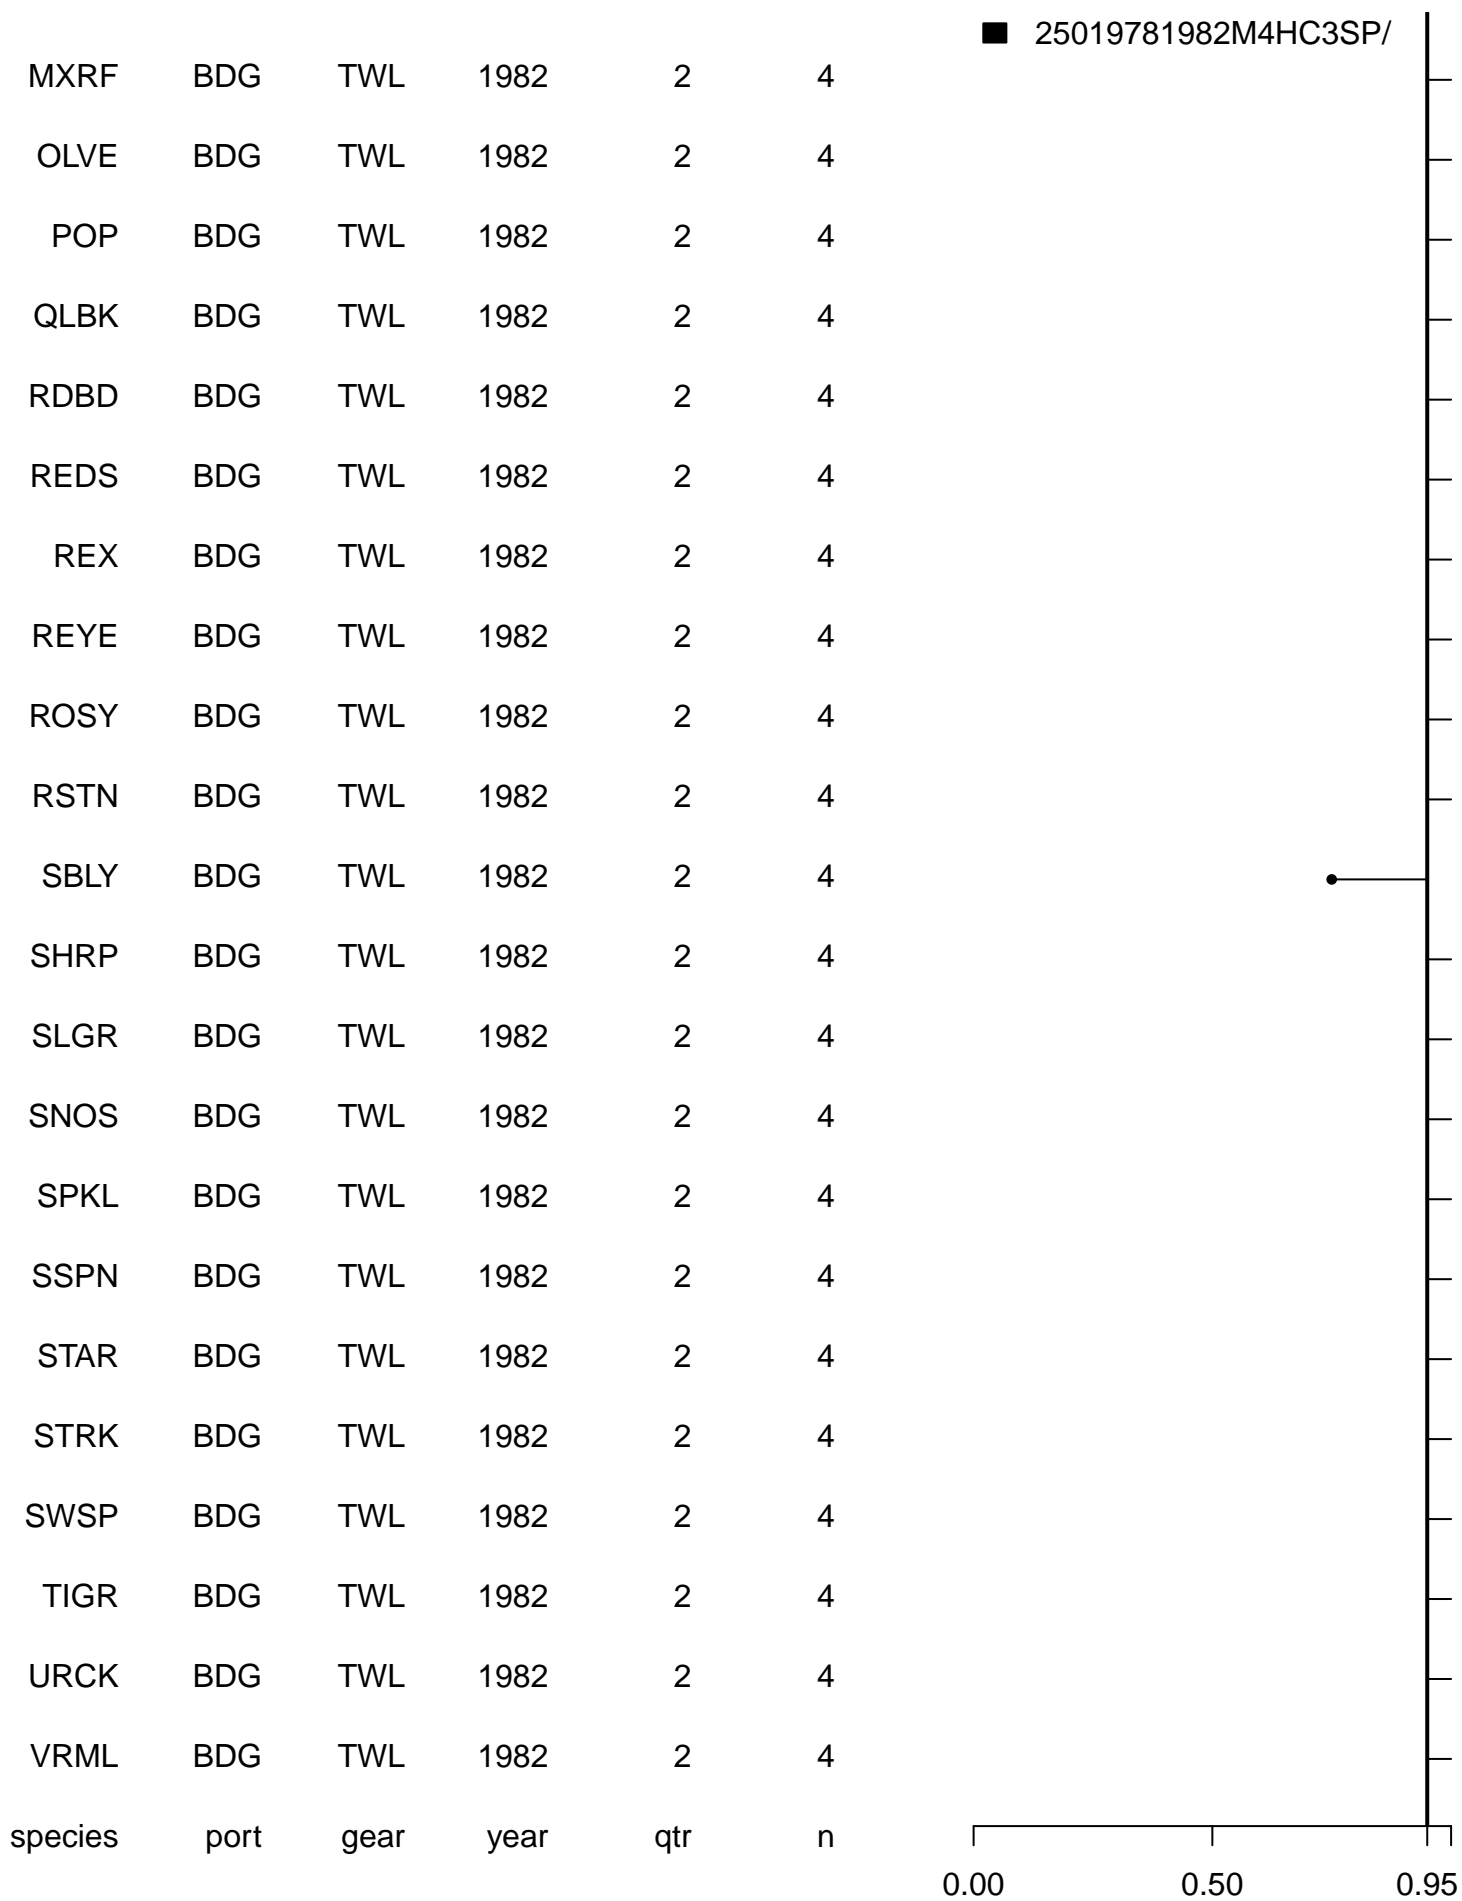 25019781982M4HC3SP/
MXRF BDG TWL 1982 2 4
OLVE BDG TWL 1982 2 4
POP BDG TWL 1982 2 4
QLBK BDG TWL 1982 2 4
RDBD BDG TWL 1982 2 4
REDS BDG TWL 1982 2 4
REX BDG TWL 1982 2 4
REYE BDG TWL 1982 2 4
ROSY BDG TWL 1982 2 4
RSTN BDG TWL 1982 2 4
SBLY BDG TWL 1982 2 4
SHRP BDG TWL 1982 2 4
SLGR BDG TWL 1982 2 4
SNOS BDG TWL 1982 2 4
SPKL BDG TWL 1982 2 4
SSPN BDG TWL 1982 2 4
STAR BDG TWL 1982 2 4
STRK BDG TWL 1982 2 4
SWSP BDG TWL 1982 2 4
TIGR BDG TWL 1982 2 4
URCK BDG TWL 1982 2 4
VRML BDG TWL 1982 2 4
species port gear year qtr n
0.00 0.50 0.95